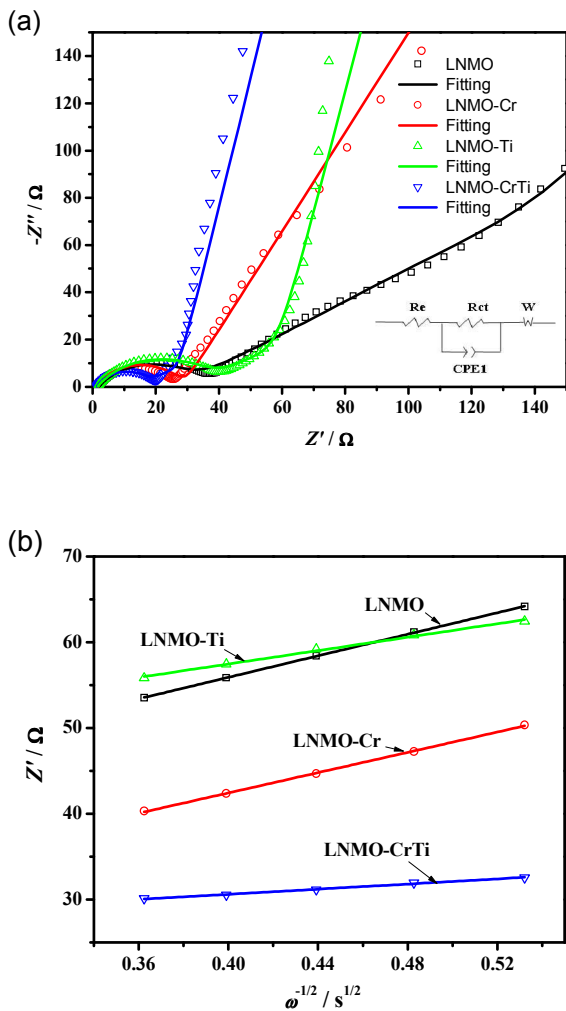 (a)
140
120
100
80
60
40
20
0
-Z″ / Ω
LNMO
Fitting
LNMO-Cr
Fitting
LNMO-Ti
Fitting
LNMO-CrTi
Fitting
Re
Rct
W
CPE1
0 20 40 60 80 100 120 140
Z′ / Ω
(b)
70
60
50
40
30
Z′ / Ω
LNMO
LNMO-Ti
LNMO-Cr
LNMO-CrTi
0.36 0.40 0.44 0.48 0.52
ω-1/2 / s1/2